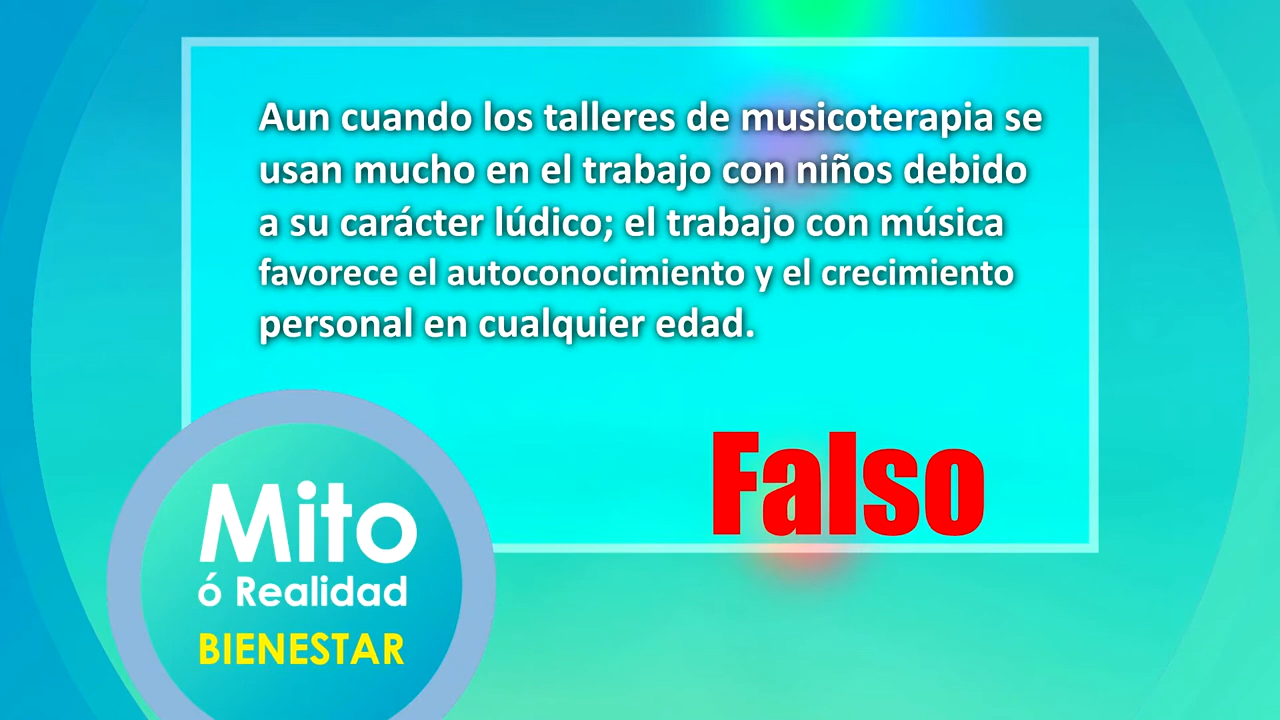 Aun cuando los talleres de musicoterapia se
usan mucho en el trabajo con niños debido
a su carácter lúdico; el trabajo con música
favorece el autoconocimiento y el crecimiento
personal en cualquier edad.
Falso
Mito
ó Realidad
BIENESTAR